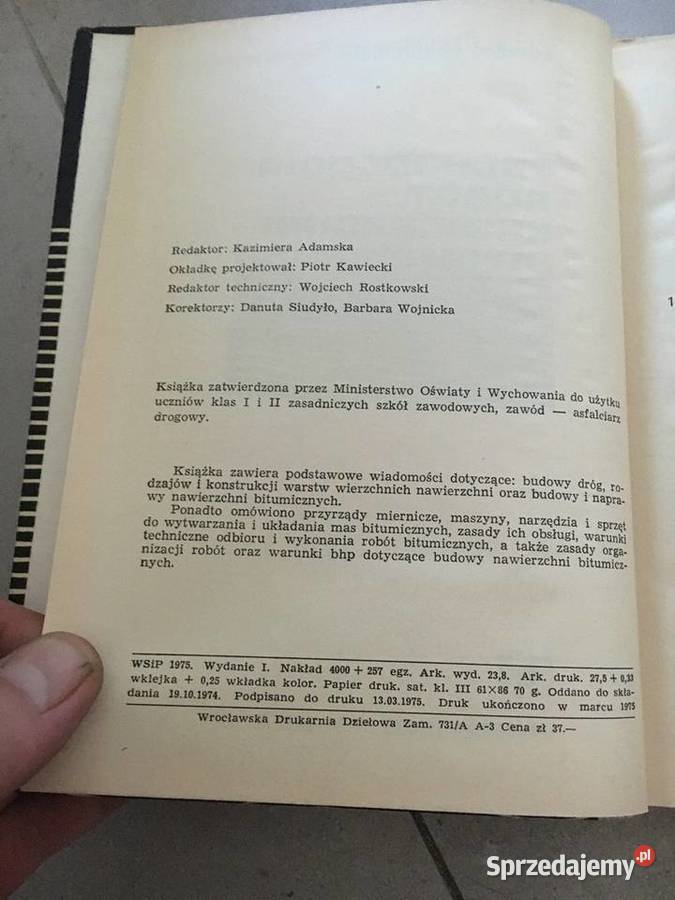 Redaktor: Kazimiera Adamska
Okładkę projektował: Piotr Kawiecki
Redaktor techniczny: Wojciech Rostkowski
Korektorzy: Danuta Siudyło, Barbara Wojnicka
Książka zatwierdzona przez Ministerstwo Oświaty i Wychowania do użytku
uczniów klas I i II zasadniczych szkół zawodowych, zawód — asfalciarz
drogowy.
Książka zawiera podstawowe wiadomości dotyczące: budowy dróg, ro-
dzajów i konstrukcji warstw wierzchnich nawierzchni oraz budowy i napra-
wy nawierzchni bitumicznych.
Ponadto omówiono przyrządy miernicze, maszyny, narzędzia i sprzęt
do wytwarzania i układania mas bitumicznych, zasady ich obsługi, warunki
techniczne odbioru i wykonania robót bitumicznych, a także zasady orga-
nizacji robót oraz warunki bhp dotyczące budowy nawierzchni bitumicz-
nych.
WSiP 1975. Wydanie I. Nakład 4000 + 257 egz. Ark. wyd. 23,8. Ark. druk. 27,5 + 0,33
wklejka + 0,25 wkładka kolor. Papier druk. sat. kl. III 61×86 70 g. Oddano do skła-
dania 19.10.1974. Podpisano do druku 13.03.1975. Druk ukończono w marcu 1975
Wrocławska Drukarnia Dziełowa Zam. 731/A A-3 Cena zł 37.—
1
Sprzedajemy.pl